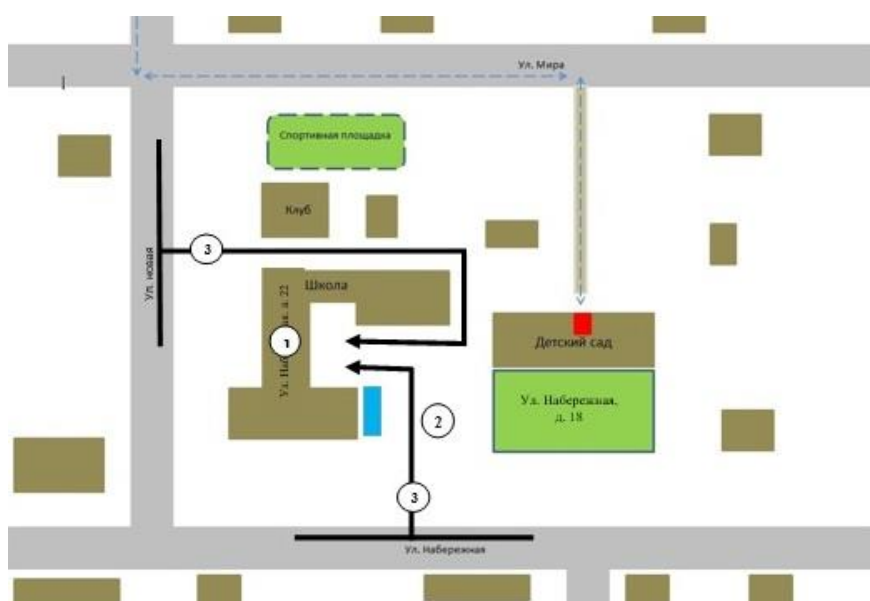 Ул. Мира
Спортивная площадка
Клуб
Ул. новая
3
Школа
д. 22
1
Детский сад
Ул. Набережная,
д. 18
2
3
Ул. Набережная